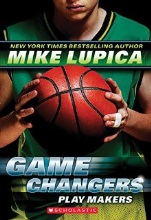 NEW YORK TIMES BESTSELLING AUTHOR
MIKE LUPICA
GAME
CHANGERS
PLAY MAKERS
SCHOLASTIC